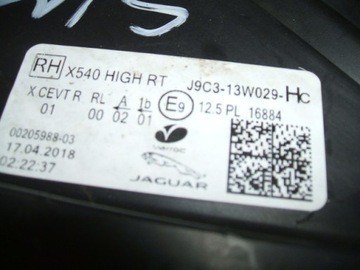 RH X540 HIGH RT J9C3-13W029-HC
X.CEVT R RL A 1b E9 12.5 PL 16884
01 00 02 01
00205988-03
17.04.2018
02:22:37
JAGUAR